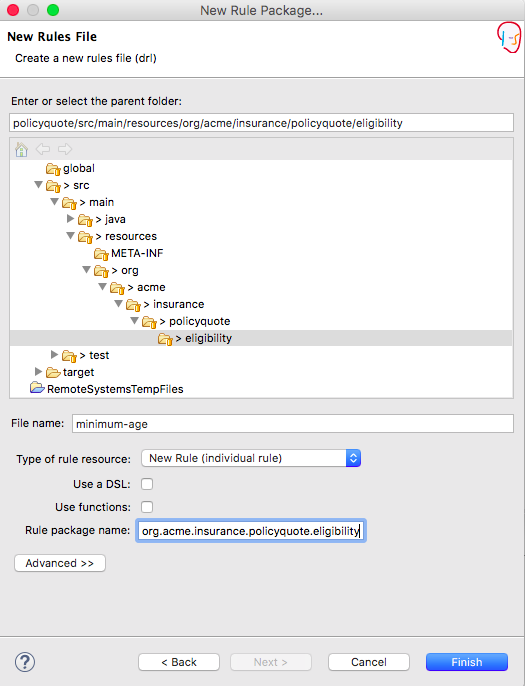 New Rule Package...
New Rules File
Create a new rules file (drl)
Enter or select the parent folder:
policyquote/src/main/resources/org/acme/insurance/policyquote/eligibility
global
> src
> main
> java
> resources
META-INF
> org
> acme
> insurance
> policyquote
> eligibility
> test
target
RemoteSystemsTempFiles
File name: minimum-age
Type of rule resource: New Rule (individual rule)
Use a DSL:
Use functions:
Rule package name: org.acme.insurance.policyquote.eligibility
Advanced >>
? < Back Next > Cancel Finish